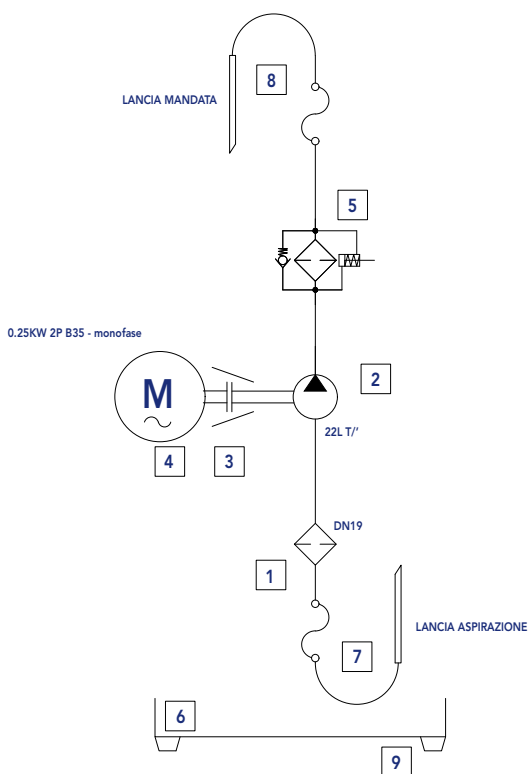 8
LANCIA MANDATA
5
0.25KW 2P B35 - monofase
M
2
22L T/'
4
3
DN19
1
LANCIA ASPIRAZIONE
7
6
9